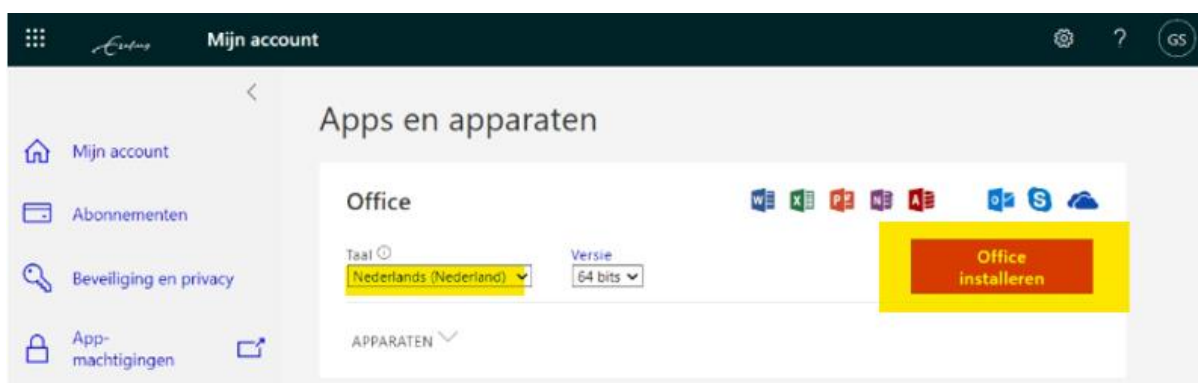 Erasmus
Mijn account
?
GS
Mijn account
Abonnementen
Beveiliging en privacy
App-
machtigingen
Apps en apparaten
Office
Taal
Nederlands (Nederland)
Versie
64 bits
Office
installeren
APPARATEN